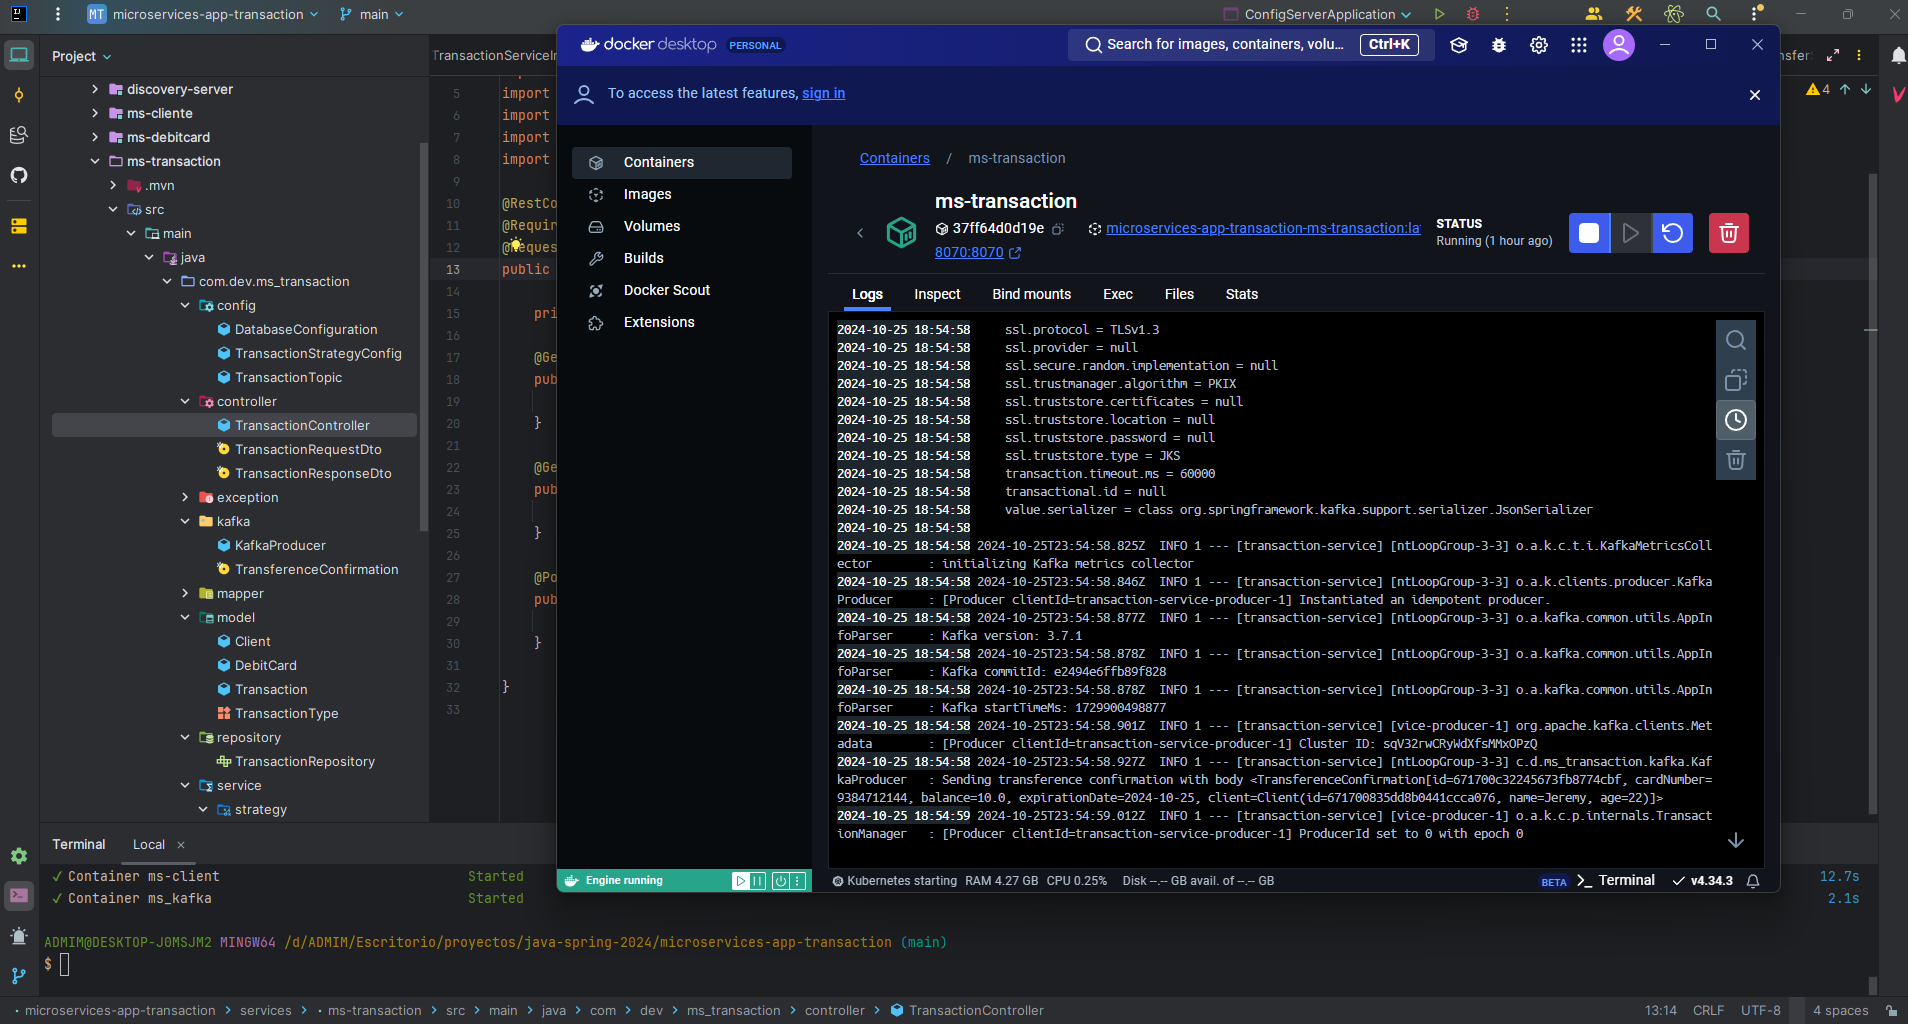 MT microservices-app-transaction
main
ConfigServerApplication
Project
discovery-server
ms-cliente
ms-debitcard
ms-transaction
.mvn
src
main
java
com.dev.ms_transaction
config
DatabaseConfiguration
TransactionStrategyConfig
TransactionTopic
controller
TransactionController
TransactionRequestDto
TransactionResponseDto
exception
kafka
KafkaProducer
TransferenceConfirmation
mapper
model
Client
DebitCard
Transaction
TransactionType
repository
TransactionRepository
service
strategy
TransactionServiceIn
nsfer
4
5 import
6 import
7 import
8 import
9
10 @RestCo
11 @Requir
12 @Reques
13 public
14
15 pri
16
17 @Ge
18 pub
19
20 }
21
22 @Ge
23 pub
24
25 }
26
27 @Po
28 pub
29
30 }
31
32 }
33
docker desktop PERSONAL
Search for images, containers, volu... Ctrl+K
To access the latest features, sign in
Containers
Images
Volumes
Builds
Docker Scout
Extensions
Containers / ms-transaction
ms-transaction
37ff64d0d19e microservices-app-transaction-ms-transaction:la
8070:8070
STATUS
Running (1 hour ago)
Logs Inspect Bind mounts Exec Files Stats
2024-10-25 18:54:58 ssl.protocol = TLSv1.3
2024-10-25 18:54:58 ssl.provider = null
2024-10-25 18:54:58 ssl.secure.random.implementation = null
2024-10-25 18:54:58 ssl.trustmanager.algorithm = PKIX
2024-10-25 18:54:58 ssl.truststore.certificates = null
2024-10-25 18:54:58 ssl.truststore.location = null
2024-10-25 18:54:58 ssl.truststore.password = null
2024-10-25 18:54:58 ssl.truststore.type = JKS
2024-10-25 18:54:58 transaction.timeout.ms = 60000
2024-10-25 18:54:58 transactional.id = null
2024-10-25 18:54:58 value.serializer = class org.springframework.kafka.support.serializer.JsonSerializer
2024-10-25 18:54:58
2024-10-25 18:54:58 2024-10-25T23:54:58.825Z INFO 1 --- [transaction-service] [ntLoopGroup-3-3] o.a.k.c.t.i.KafkaMetricsColl
ector : initializing Kafka metrics collector
2024-10-25 18:54:58 2024-10-25T23:54:58.846Z INFO 1 --- [transaction-service] [ntLoopGroup-3-3] o.a.k.clients.producer.Kafka
Producer : [Producer clientId=transaction-service-producer-1] Instantiated an idempotent producer.
2024-10-25 18:54:58 2024-10-25T23:54:58.877Z INFO 1 --- [transaction-service] [ntLoopGroup-3-3] o.a.kafka.common.utils.AppIn
foParser : Kafka version: 3.7.1
2024-10-25 18:54:58 2024-10-25T23:54:58.878Z INFO 1 --- [transaction-service] [ntLoopGroup-3-3] o.a.kafka.common.utils.AppIn
foParser : Kafka commitId: e2494e6ffb89f828
2024-10-25 18:54:58 2024-10-25T23:54:58.878Z INFO 1 --- [transaction-service] [ntLoopGroup-3-3] o.a.kafka.common.utils.AppIn
foParser : Kafka startTimeMs: 1729900498877
2024-10-25 18:54:58 2024-10-25T23:54:58.901Z INFO 1 --- [transaction-service] [vice-producer-1] org.apache.kafka.clients.Met
adata : [Producer clientId=transaction-service-producer-1] Cluster ID: sqV32rwCRyWdXfsMMxOPzQ
2024-10-25 18:54:58 2024-10-25T23:54:58.927Z INFO 1 --- [transaction-service] [ntLoopGroup-3-3] c.d.ms_transaction.kafka.Kaf
kaProducer : Sending transference confirmation with body <TransferenceConfirmation[id=671700c32245673fb8774cbf, cardNumber=
9384712144, balance=10.0, expirationDate=2024-10-25, client=Client(id=671700835dd8b0441ccca076, name=Jeremy, age=22)]>
2024-10-25 18:54:59 2024-10-25T23:54:59.012Z INFO 1 --- [transaction-service] [vice-producer-1] o.a.k.c.p.internals.Transact
ionManager : [Producer clientId=transaction-service-producer-1] ProducerId set to 0 with epoch 0
Engine running
Kubernetes starting RAM 4.27 GB CPU 0.25% Disk --.-- GB avail. of --.-- GB
BETA Terminal v4.34.3
Terminal Local
Container ms-client Started 12.7s
Container ms_kafka Started 2.1s
ADMIM@DESKTOP-J0MSJM2 MINGW64 /d/ADMIM/Escritorio/proyectos/java-spring-2024/microservices-app-transaction (main)
$
microservices-app-transaction > services > ms-transaction > src > main > java > com > dev > ms_transaction > controller > TransactionController
13:14 CRLF UTF-8 4 spaces